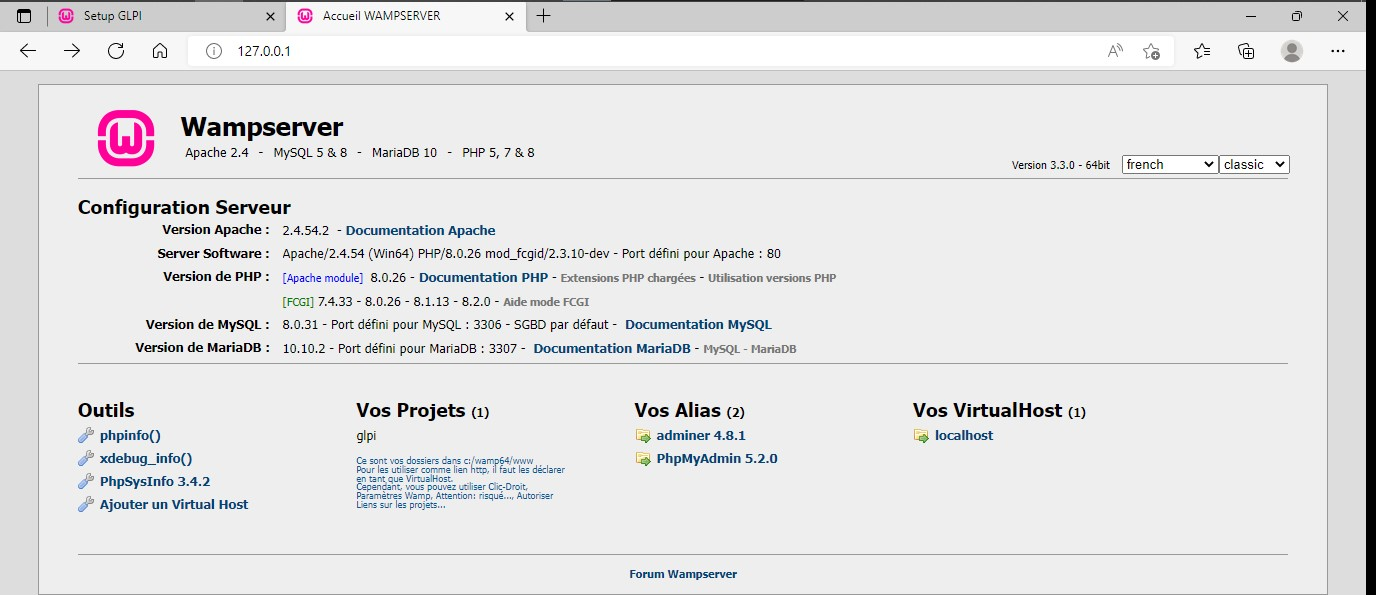 Setup GLPI
Accueil WAMPSERVER
127.0.0.1
Wampserver
Apache 2.4 - MySQL 5 & 8 - MariaDB 10 - PHP 5, 7 & 8
Version 3.3.0 - 64bit french classic
Configuration Serveur
Version Apache : 2.4.54.2 - Documentation Apache
Server Software : Apache/2.4.54 (Win64) PHP/8.0.26 mod_fcgid/2.3.10-dev - Port défini pour Apache : 80
Version de PHP : [Apache module] 8.0.26 - Documentation PHP - Extensions PHP chargées - Utilisation versions PHP
[FCGI] 7.4.33 - 8.0.26 - 8.1.13 - 8.2.0 - Aide mode FCGI
Version de MySQL : 8.0.31 - Port défini pour MySQL : 3306 - SGBD par défaut - Documentation MySQL
Version de MariaDB : 10.10.2 - Port défini pour MariaDB : 3307 - Documentation MariaDB - MySQL - MariaDB
Outils
phpinfo()
xdebug_info()
PhpSysInfo 3.4.2
Ajouter un Virtual Host
Vos Projets (1)
glpi
Ce sont vos dossiers dans c:/wamp64/www
Pour les utiliser comme lien http, il faut les déclarer
en tant que VirtualHost.
Cependant, vous pouvez utiliser Clic-Droit,
Paramètres Wamp, Attention: risqué..., Autoriser
Liens sur les projets...
Vos Alias (2)
adminer 4.8.1
PhpMyAdmin 5.2.0
Vos VirtualHost (1)
localhost
Forum Wampserver